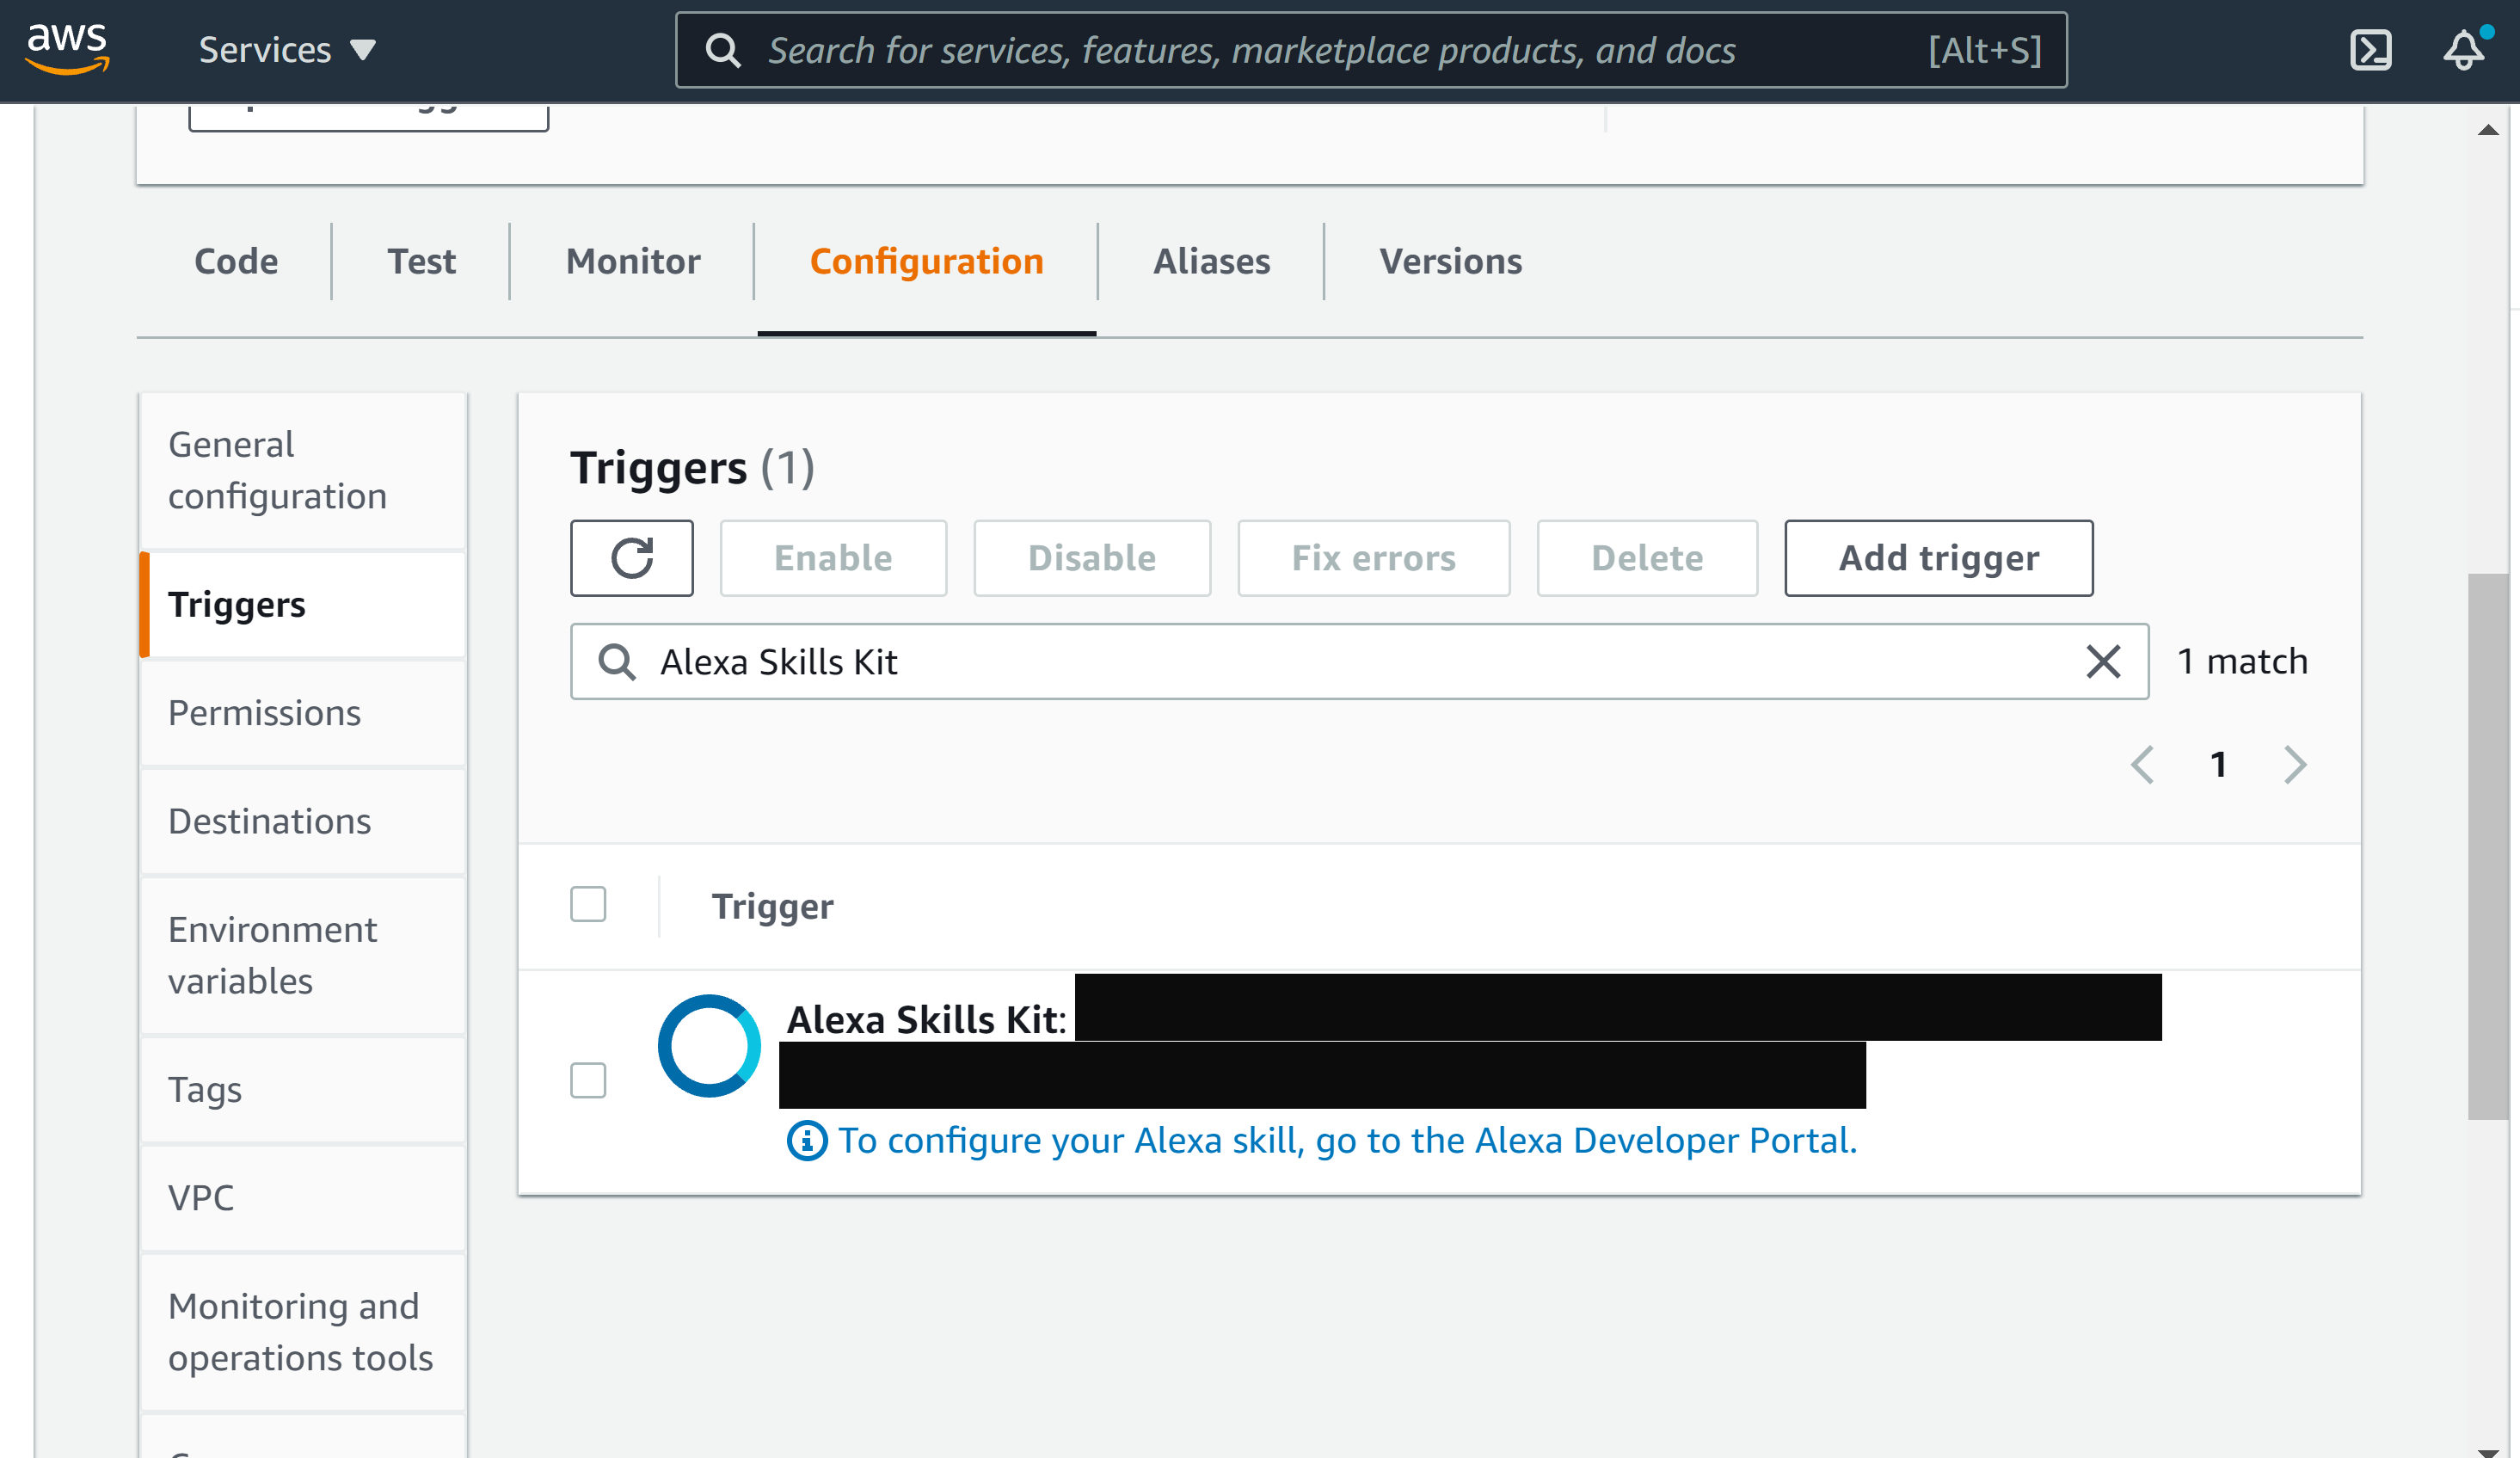 aws
Services
Search for services, features, marketplace products, and docs
[Alt+S]
Code
Test
Monitor
Configuration
Aliases
Versions
General
configuration
Triggers
Permissions
Destinations
Environment
variables
Tags
VPC
Monitoring and
operations tools
Triggers (1)
Enable
Disable
Fix errors
Delete
Add trigger
Alexa Skills Kit
1 match
1
Trigger
Alexa Skills Kit:
To configure your Alexa skill, go to the Alexa Developer Portal.